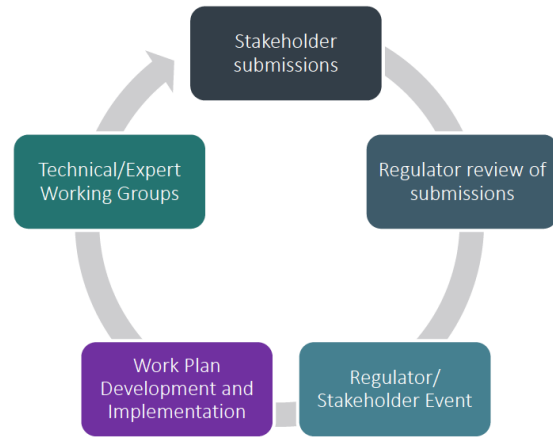 Stakeholder
submissions
Regulator review of
submissions
Regulator/
Stakeholder Event
Work Plan
Development and
Implementation
Technical/Expert
Working Groups